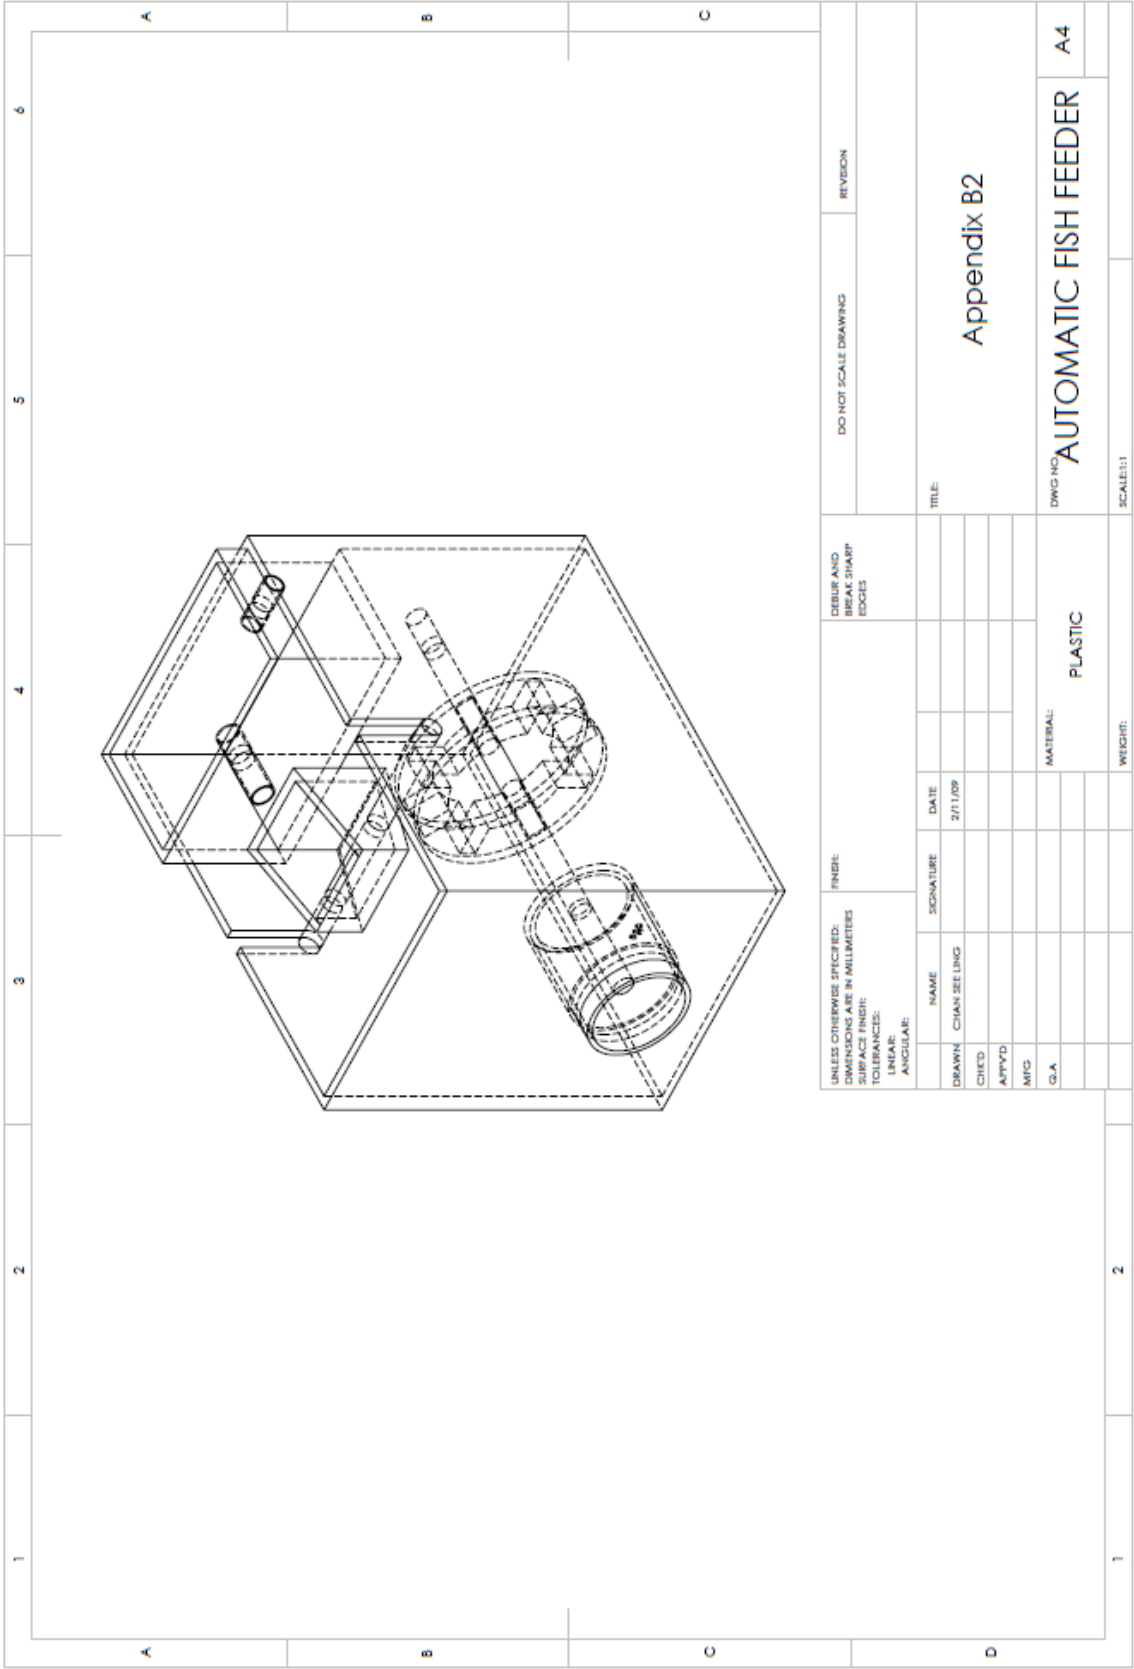 1
2
3
4
5
6
A
B
C
A
B
C
D
1
2
UNLESS OTHERWISE SPECIFIED:
DIMENSIONS ARE IN MILLIMETERS
SURFACE FINISH:
TOLERANCES:
LINEAR:
ANGULAR:
FINISH:
DEBUR AND
BREAK SHARP
EDGES
DO NOT SCALE DRAWING
REVISION
NAME
SIGNATURE
DATE
DRAWN
CHAN SEE LING
2/11/09
CHK'D
APPV'D
MFG
Q.A
TITLE:
Appendix B2
MATERIAL:
PLASTIC
DWG NO.
AUTOMATIC FISH FEEDER
A4
WEIGHT:
SCALE:1:1